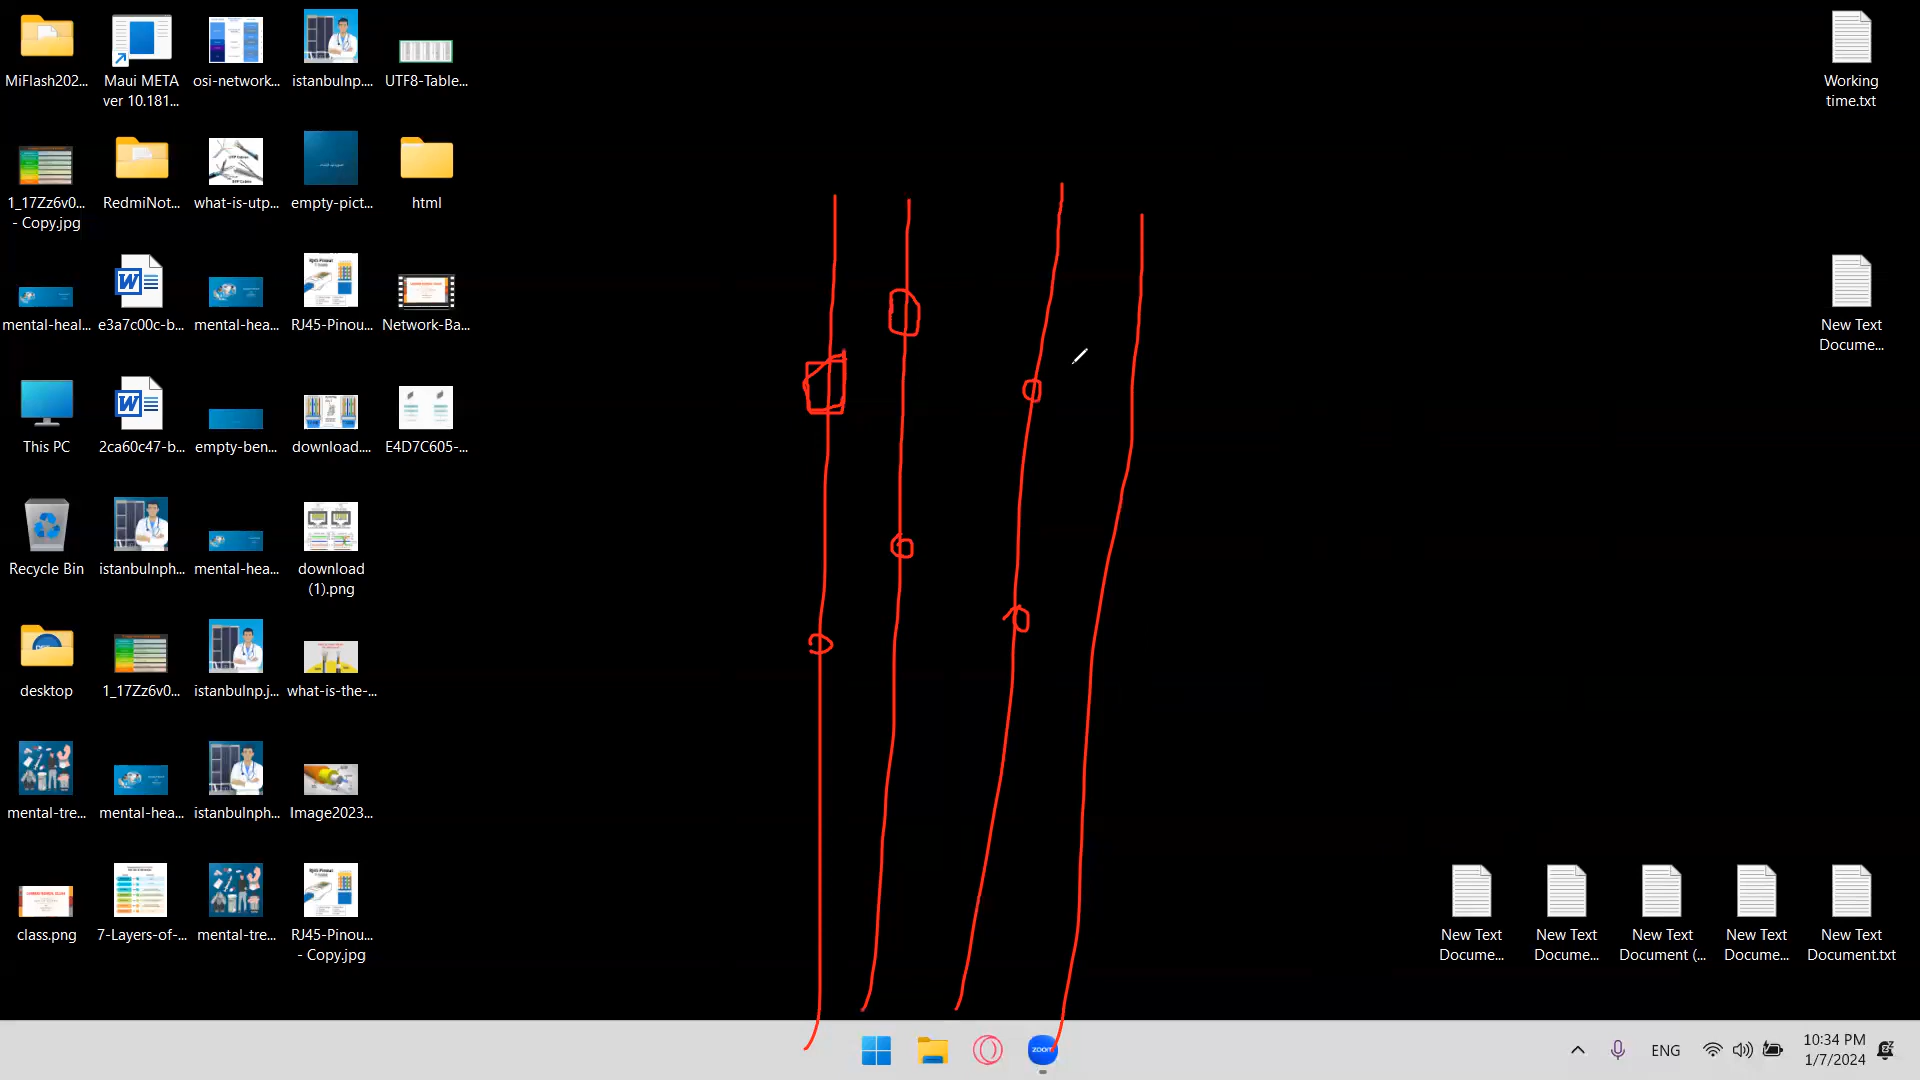 MiFlash202...
Maui META
ver 10.181...
osi-network...
istanbulnp....
UTF8-Table...
1_17Zz6v0...
- Copy.jpg
RedmiNot...
what-is-utp...
empty-pict...
html
mental-heal...
e3a7c00c-b...
mental-hea...
RJ45-Pinou...
Network-Ba...
This PC
2ca60c47-b...
empty-ben...
download....
E4D7C605-...
Recycle Bin
istanbulnph...
mental-hea...
download
(1).png
desktop
1_17Zz6v0...
istanbulnp.j...
what-is-the-...
mental-tre...
mental-hea...
istanbulnph...
Image2023...
class.png
7-Layers-of-...
mental-tre...
RJ45-Pinou...
- Copy.jpg
Working
time.txt
New Text
Docume...
New Text
Docume...
New Text
Docume...
New Text
Document (...
New Text
Docume...
New Text
Document.txt
zoom
ENG
10:34 PM
1/7/2024